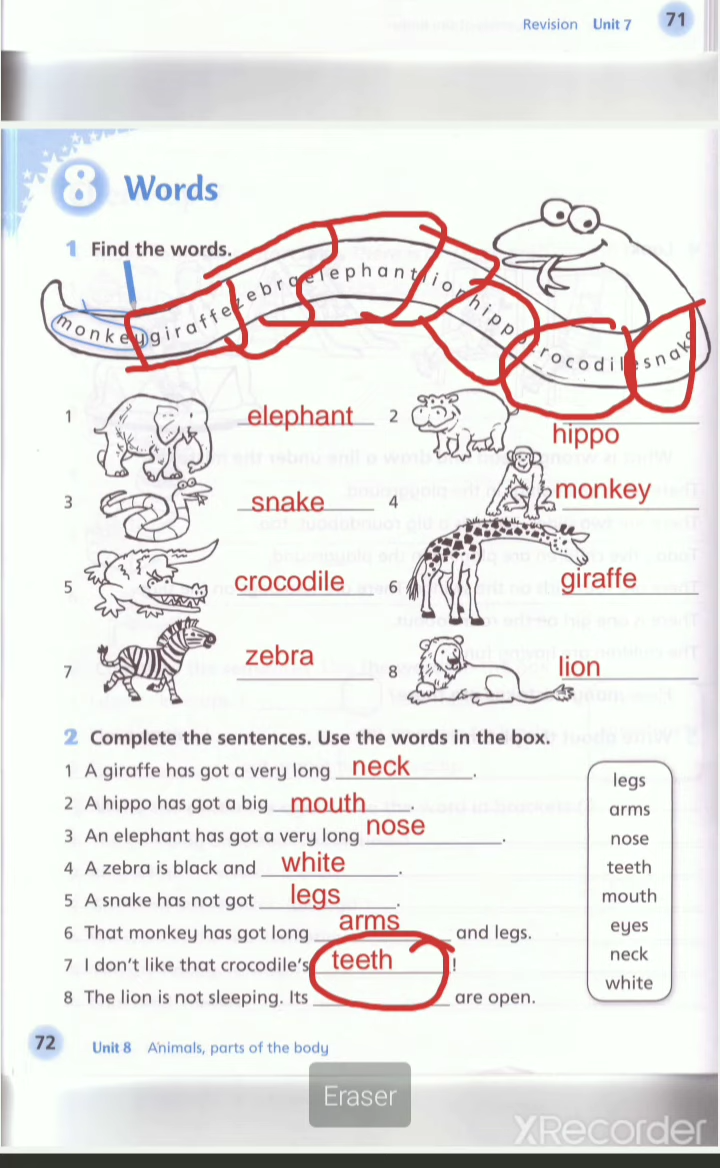 Revision Unit 7 71
8 Words
1 Find the words.
monkeygiraffezebraelephantlionhippocrocodilesnake
1 elephant 2 hippo
3 snake 4 monkey
5 crocodile giraffe
7 zebra 8 lion
2 Complete the sentences. Use the words in the box.
1 A giraffe has got a very long neck.
2 A hippo has got a big mouth.
3 An elephant has got a very long nose.
4 A zebra is black and white.
5 A snake has not got legs.
6 That monkey has got long arms and legs.
7 I don't like that crocodile's teeth!
8 The lion is not sleeping. Its ____ are open.
legs
arms
nose
teeth
mouth
eyes
neck
white
72 Unit 8 Animals, parts of the body
Eraser
XRecorder